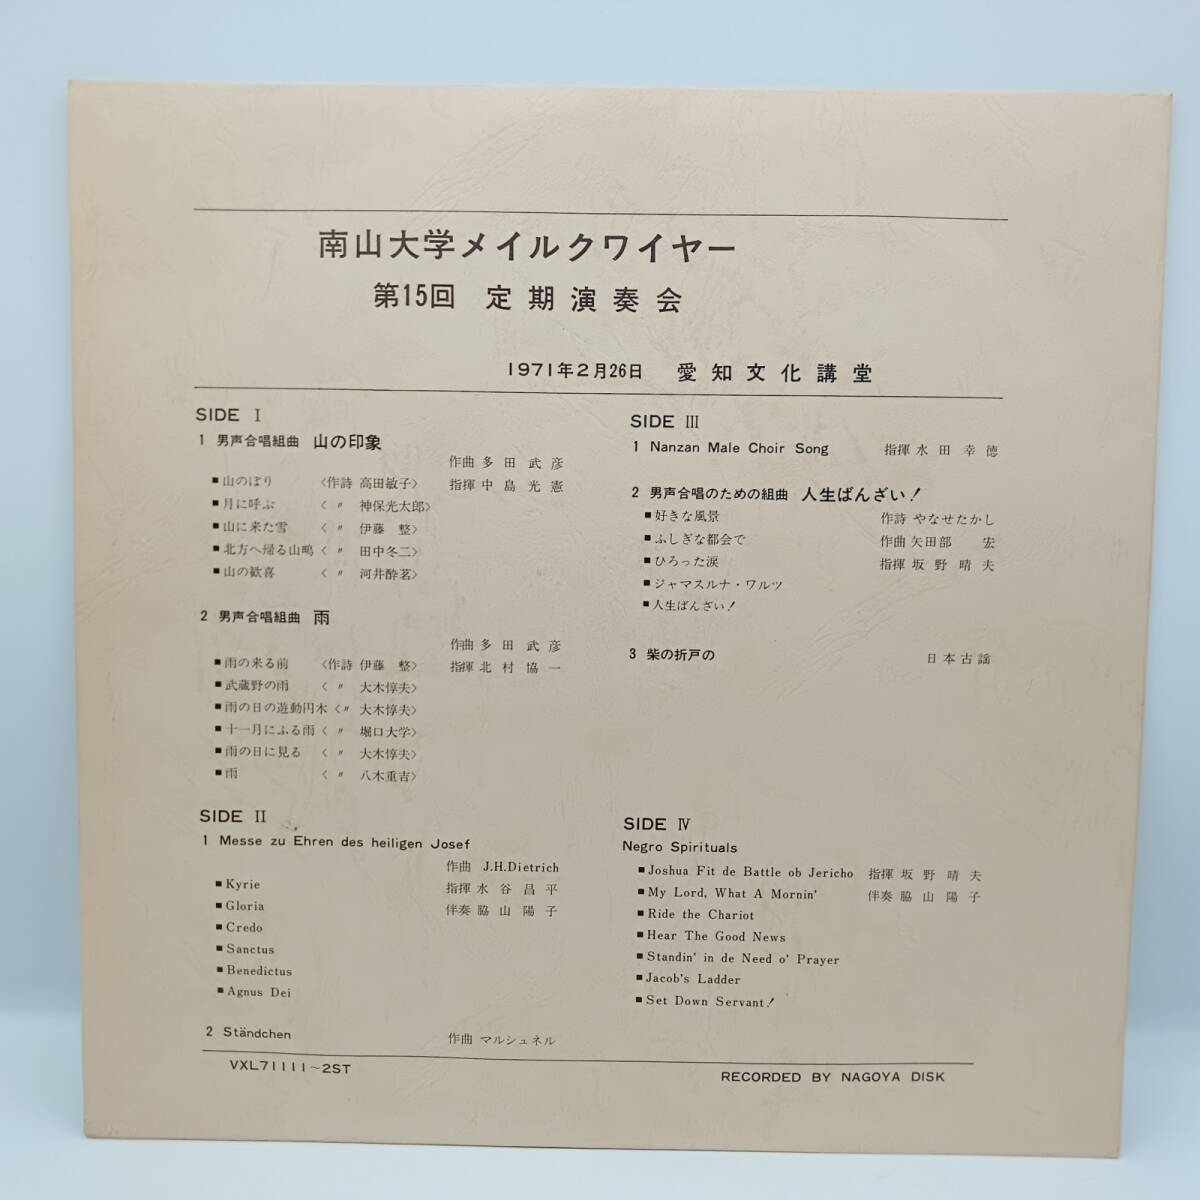 南山大学メイルクワイヤー
第15回 定期演奏会
1971年2月26日 愛知文化講堂
SIDE I
1 男声合唱組曲 山の印象
作曲 多田武彦
■山のぼり 〈作詩 高田敏子〉 指揮 中島光憲
■月に呼ぶ 〈 〃 神保光太郎〉
■山に来た雪 〈 〃 伊藤 整〉
■北方へ帰る山鴫 〈 〃 田中冬二〉
■山の歓喜 〈 〃 河井酔茗〉
2 男声合唱組曲 雨
作曲 多田武彦
■雨の来る前 〈作詩 伊藤 整〉 指揮 北村協一
■武蔵野の雨 〈 〃 大木惇夫〉
■雨の日の遊動円木 〈〃 大木惇夫〉
■十一月にふる雨 〈 〃 堀口大学〉
■雨の日に見る 〈 〃 大木惇夫〉
■雨 〈 〃 八木重吉〉
SIDE II
1 Messe zu Ehren des heiligen Josef
作曲 J.H.Dietrich
■Kyrie 指揮 水谷昌平
■Gloria 伴奏 脇山陽子
■Credo
■Sanctus
■Benedictus
■Agnus Dei
2 Ständchen 作曲 マルシュネル
SIDE III
1 Nanzan Male Choir Song 指揮 水田幸徳
2 男声合唱のための組曲 人生ばんざい!
■好きな風景 作詩 やなせたかし
■ふしぎな都会で 作曲 矢田部 宏
■ひろった涙 指揮 坂野晴夫
■ジャマスルナ・ワルツ
■人生ばんざい!
3 柴の折戸の 日本古謡
SIDE IV
Negro Spirituals
■Joshua Fit de Battle ob Jericho 指揮 坂野晴夫
■My Lord, What A Mornin' 伴奏 脇山陽子
■Ride the Chariot
■Hear The Good News
■Standin' in de Need o' Prayer
■Jacob's Ladder
■Set Down Servant!
VXL71111～2ST
RECORDED BY NAGOYA DISK